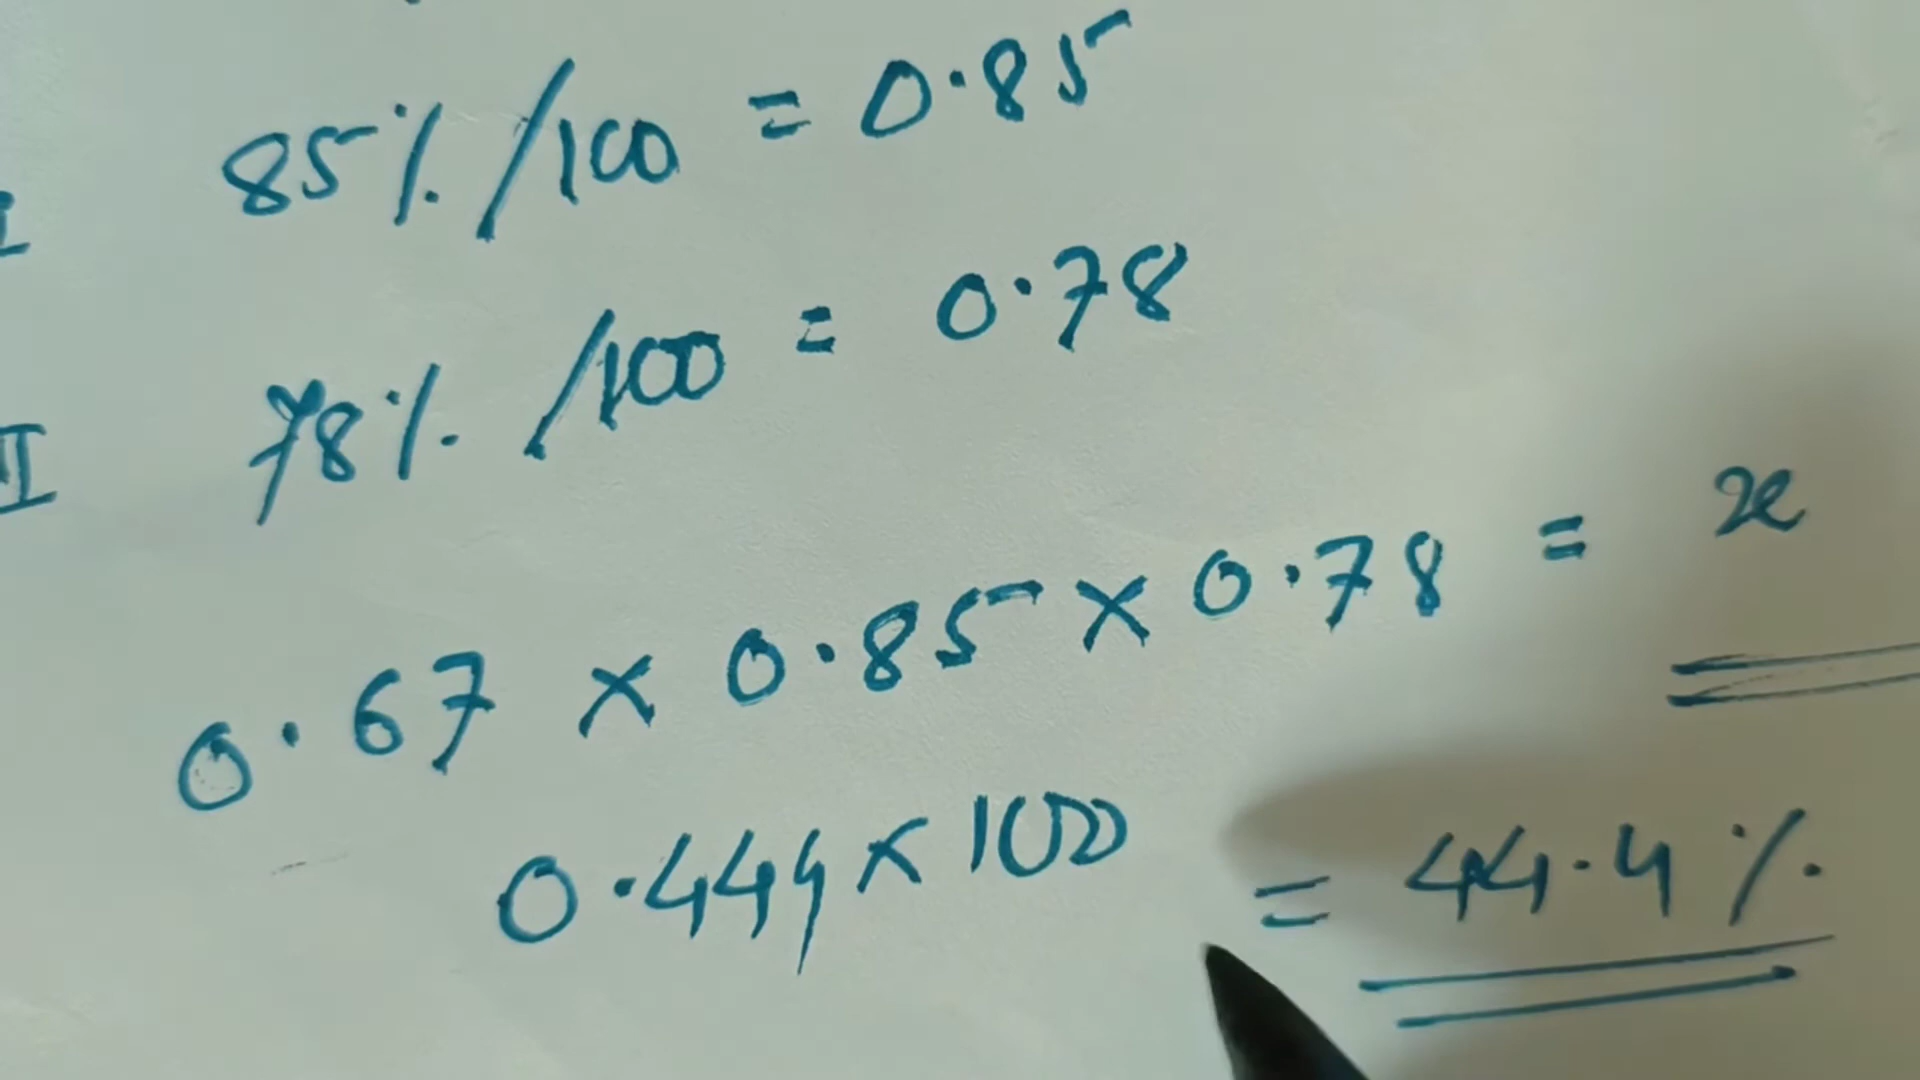 I 85% /100 = 0.85
II 78% /100 = 0.78
0.67 x 0.85 x 0.78 = x
0.444 x 100 = 44.4%